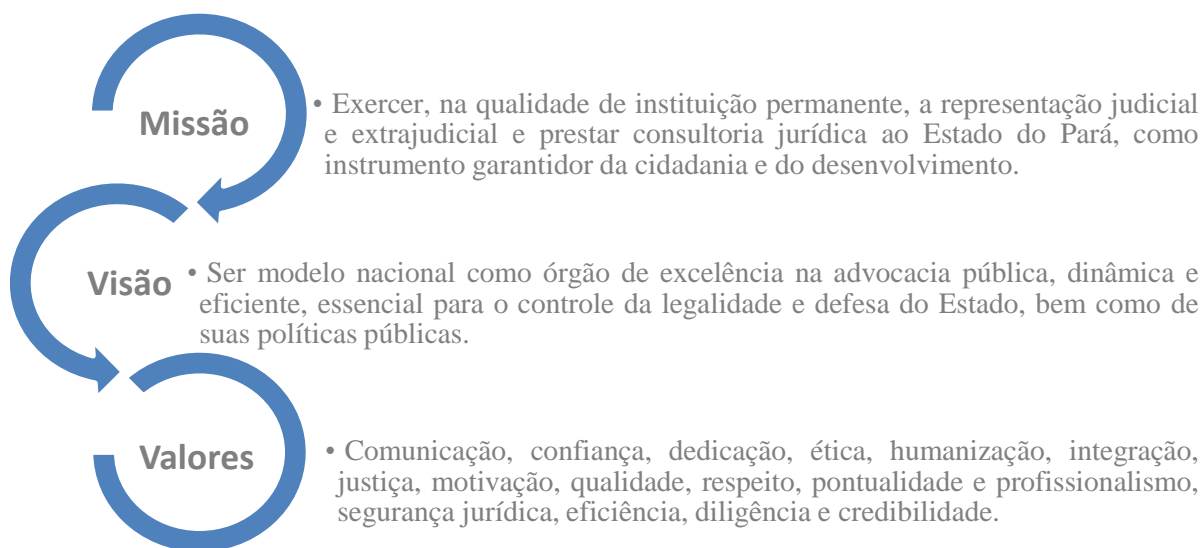 Missão
• Exercer, na qualidade de instituição permanente, a representação judicial
e extrajudicial e prestar consultoria jurídica ao Estado do Pará, como
instrumento garantidor da cidadania e do desenvolvimento.
Visão
• Ser modelo nacional como órgão de excelência na advocacia pública, dinâmica e
eficiente, essencial para o controle da legalidade e defesa do Estado, bem como de
suas políticas públicas.
Valores
• Comunicação, confiança, dedicação, ética, humanização, integração,
justiça, motivação, qualidade, respeito, pontualidade e profissionalismo,
segurança jurídica, eficiência, diligência e credibilidade.